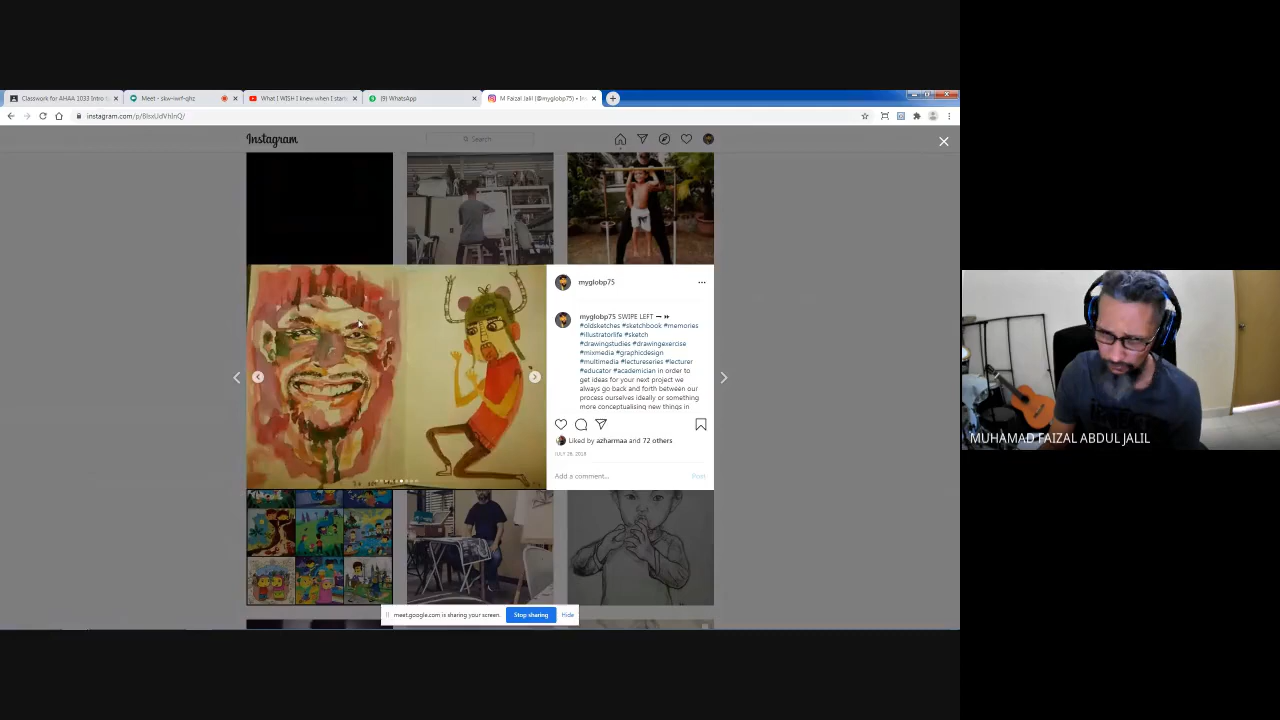 Classwork for AHAA 1033 Intro
Meet - skw-iwrf-qhz
What I WISH I knew when I start
(9) WhatsApp
M Faizal Jalil (@myglobp75) • In
Instagram
Search
myglobp75
myglobp75 SWIPE LEFT
#oldsketches #sketchbook #memories
#illustratorlife #sketch
#drawingstudies #drawingexercise
#mixmedia #graphicdesign
#multimedia #lectureseries #lecturer
#educator #academician in order to
get ideas for your next project we
always go back and forth between our
process ourselves ideally or something
more conceptualising new things in
Liked by azharmaa and 72 others
Add a comment...
Post
meet.google.com is sharing your screen.
Stop sharing
Hide
MUHAMAD FAIZAL ABDUL JALIL